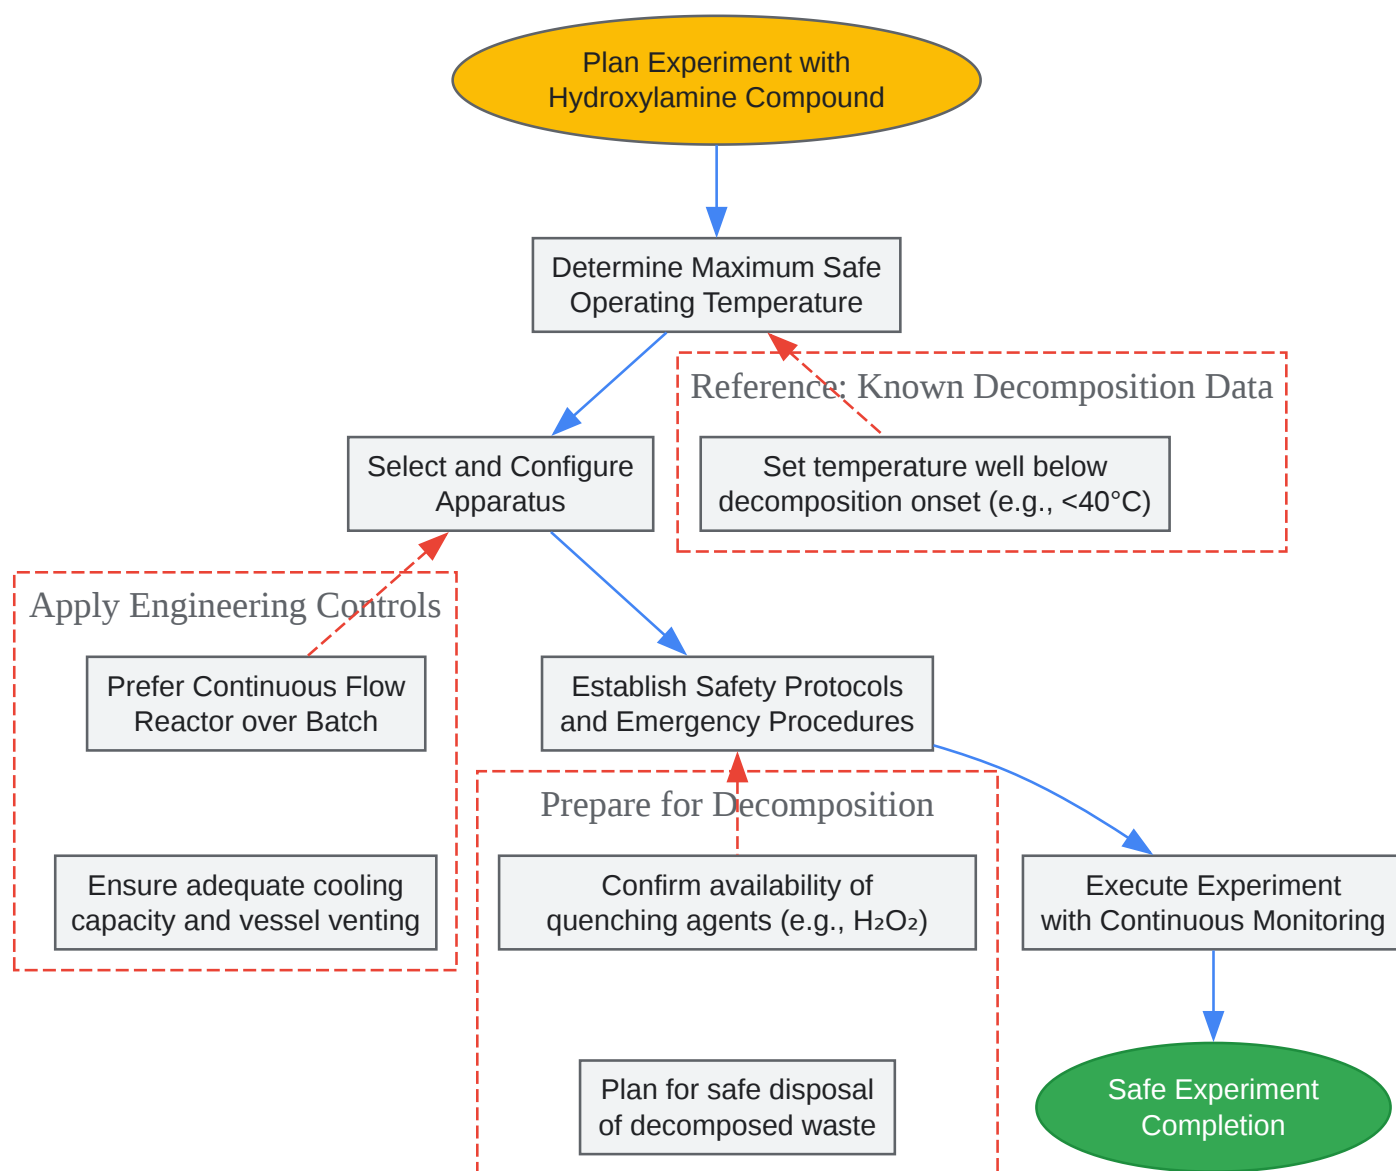 Plan Experiment with
Hydroxylamine Compound
Determine Maximum Safe
Operating Temperature
Reference: Known Decomposition Data
Select and Configure
Apparatus
Set temperature well below
decomposition onset (e.g., <40°C)
Apply Engineering Controls
Prefer Continuous Flow
Reactor over Batch
Establish Safety Protocols
and Emergency Procedures
Prepare for Decomposition
Ensure adequate cooling
capacity and vessel venting
Confirm availability of
quenching agents (e.g., H₂O₂)
Execute Experiment
with Continuous Monitoring
Plan for safe disposal
of decomposed waste
Safe Experiment
Completion